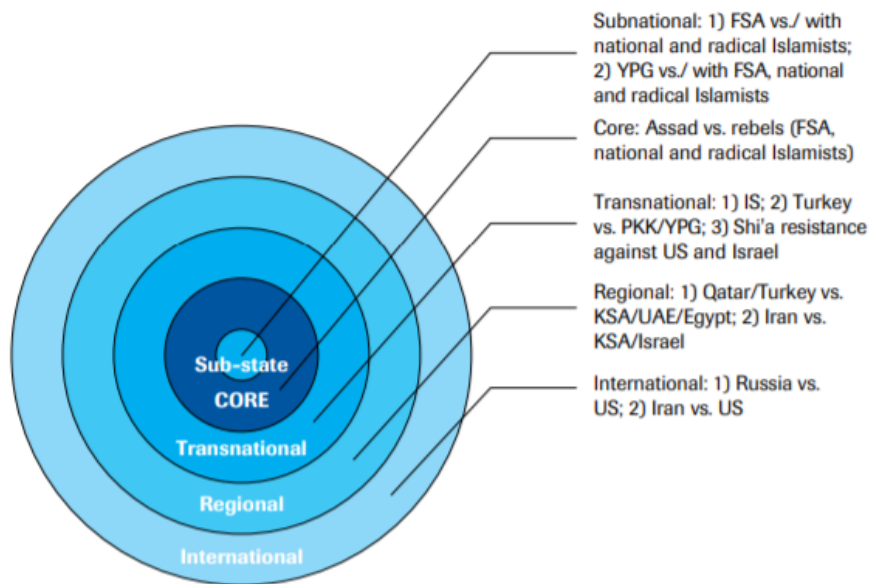 Subnational: 1) FSA vs./ with
national and radical Islamists;
2) YPG vs./ with FSA, national
and radical Islamists
Core: Assad vs. rebels (FSA,
national and radical Islamists)
Transnational: 1) IS; 2) Turkey
vs. PKK/YPG; 3) Shi'a resistance
against US and Israel
Regional: 1) Qatar/Turkey vs.
KSA/UAE/Egypt; 2) Iran vs.
KSA/Israel
International: 1) Russia vs.
US; 2) Iran vs. US
Sub-state
CORE
Transnational
Regional
International